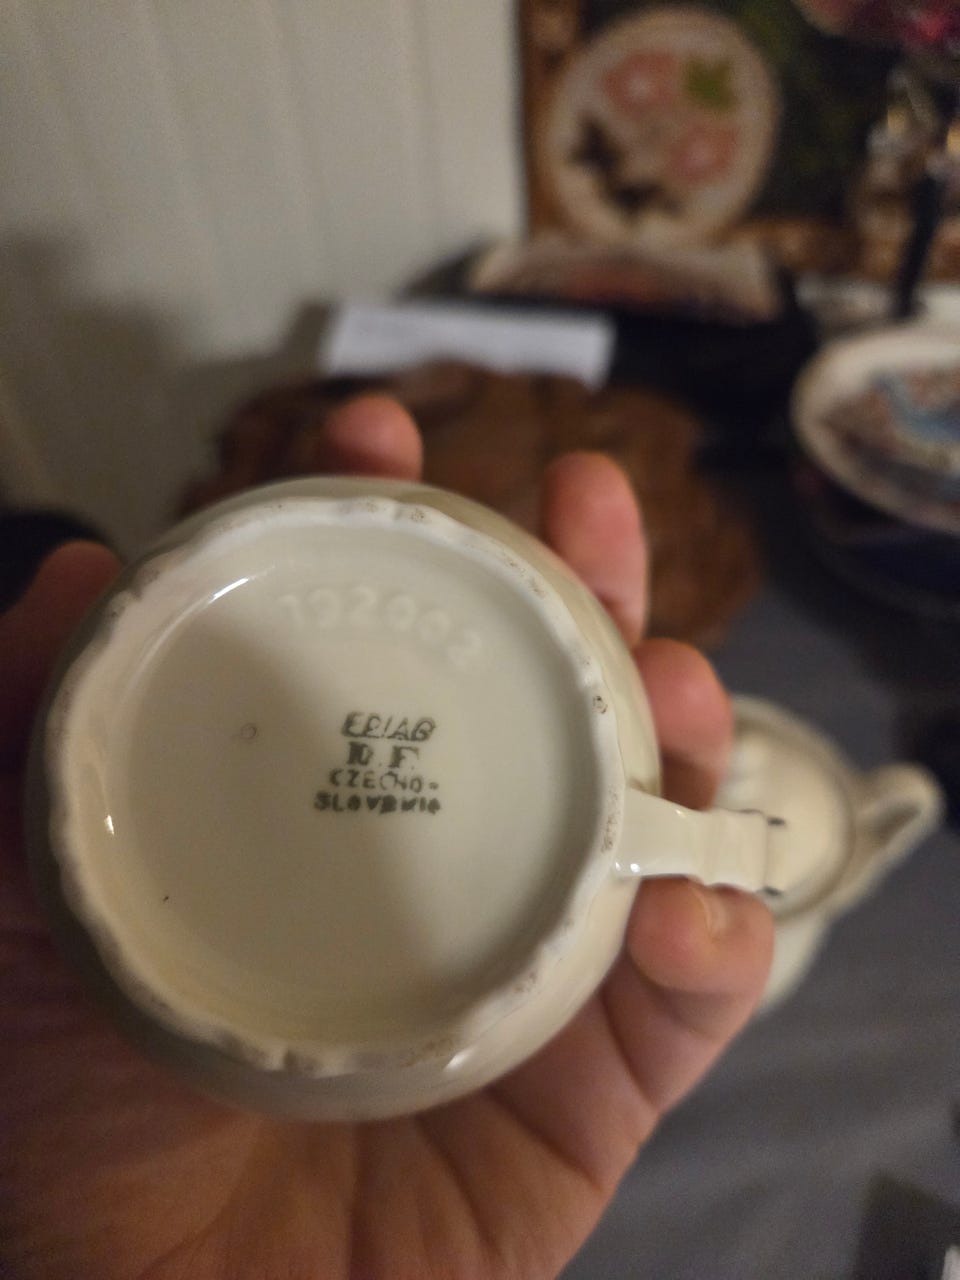 EPIAG
D.F.
CZECHO-
SLOVAKIA